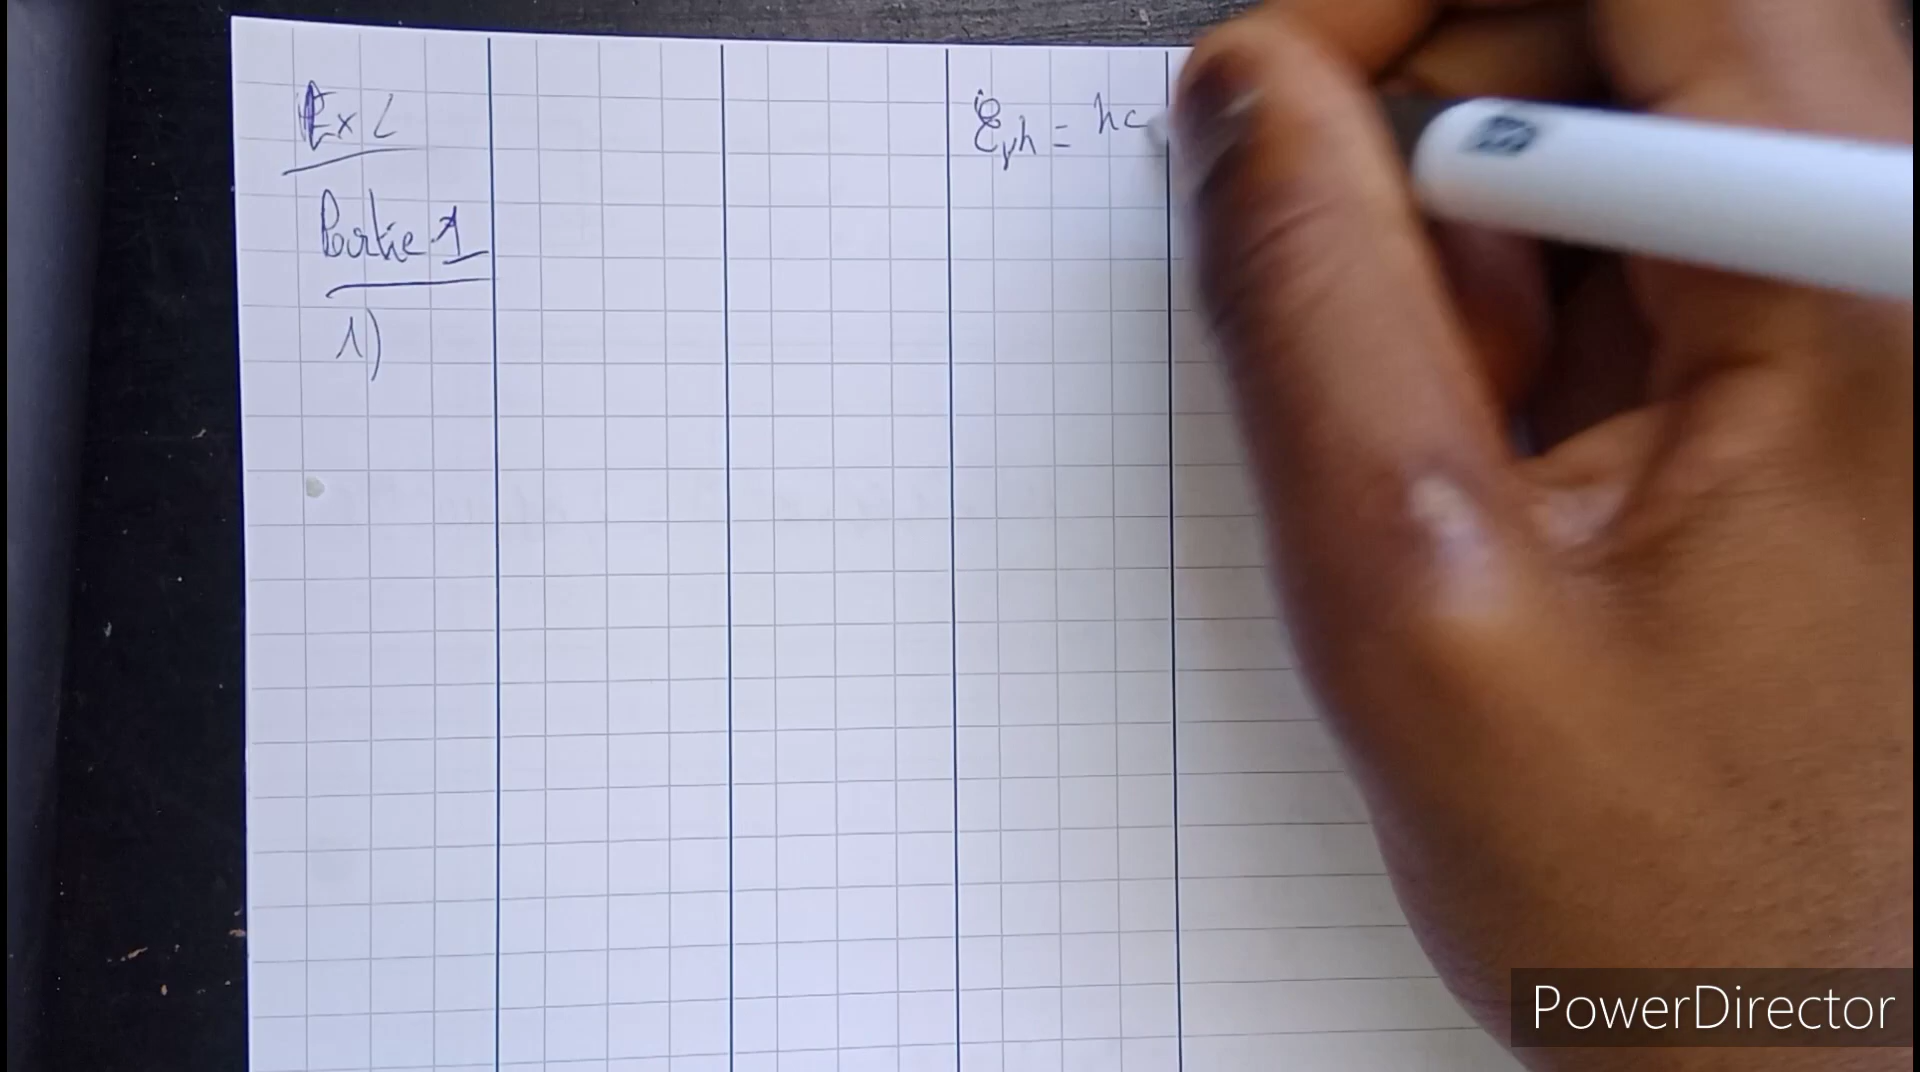 Ex 2
Partie 1
1)
Eph = hc
PowerDirector